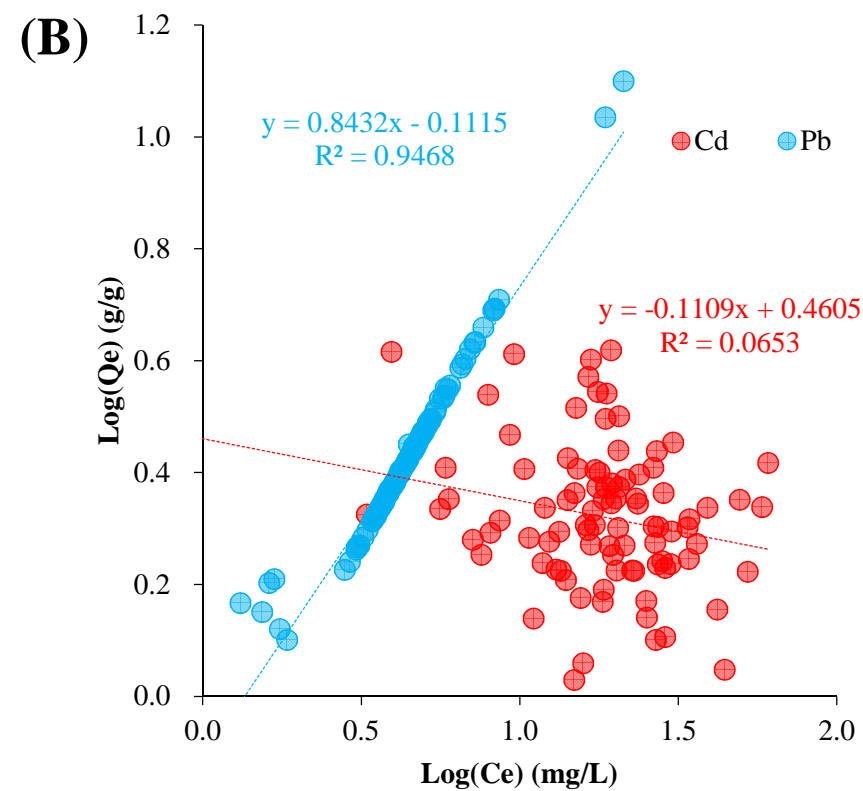 (B)
1.2
1.0
0.8
0.6
0.4
0.2
0.0
Log(Qe) (g/g)
y = 0.8432x - 0.1115
R² = 0.9468
Cd
Pb
y = -0.1109x + 0.4605
R² = 0.0653
0.0
0.5
1.0
1.5
2.0
Log(Ce) (mg/L)